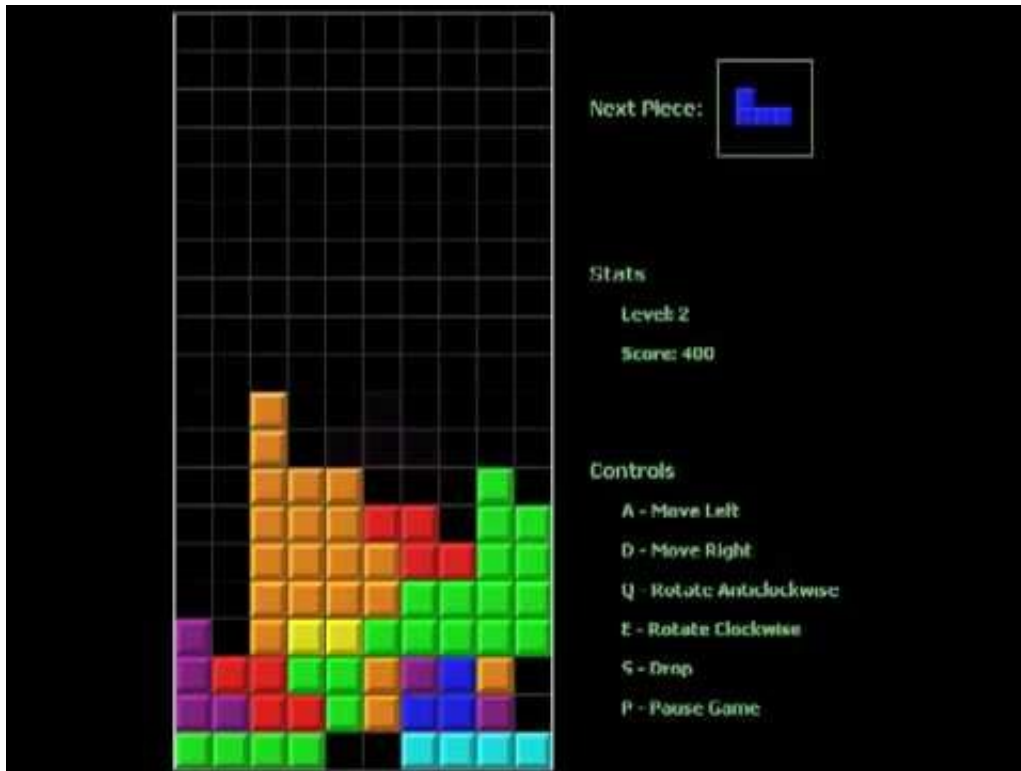 Next Piece:
Stats
Level: 2
Score: 400
Controls
A - Move Left
D - Move Right
Q - Rotate Anticlockwise
E - Rotate Clockwise
S - Drop
P - Pause Game